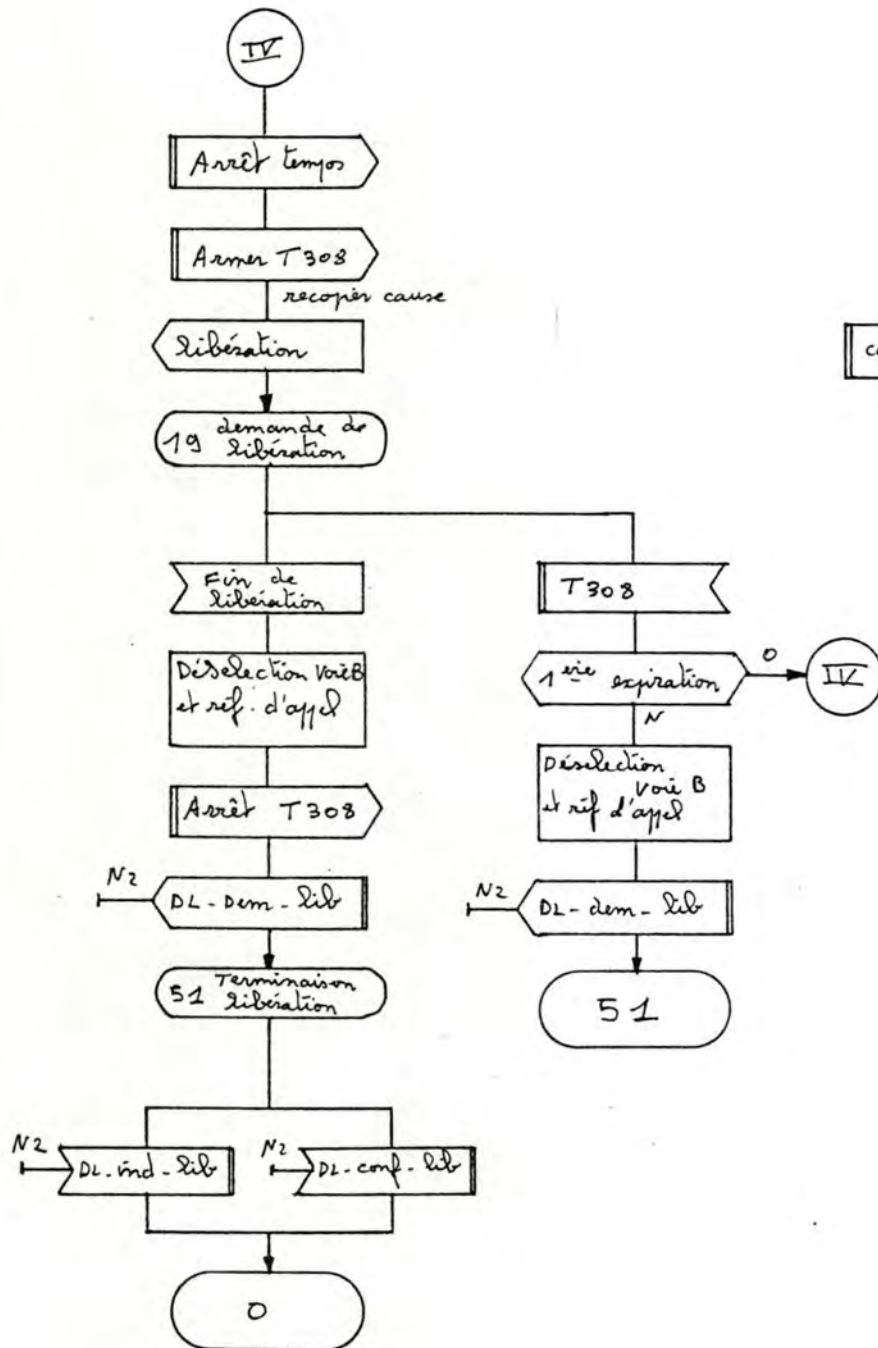 IV
Arrêt tempos
Armer T308
recopier cause
libération
19 demande de
libération
Fin de
libération
T308
Déselection Voie B
et réf. d'appel
1ère expiration
O
IV
N
Déselection
Voie B
et réf d'appel
Arrêt T308
N2
DL-Dem-lib
N2
DL-dem-lib
51 Terminaison
libération
51
N2
DL-ind-lib
N2
DL-conf-lib
0